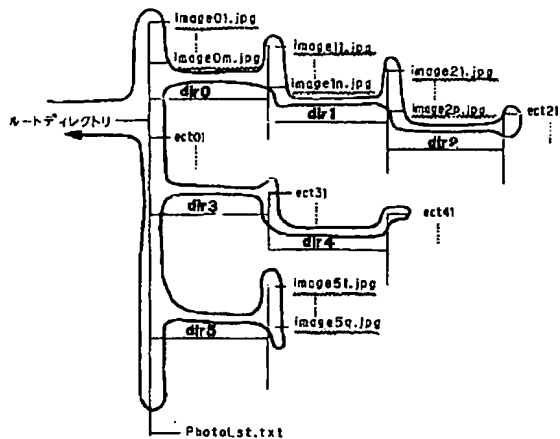 image01.jpg
image0m.jpg
image11.jpg
image1n.jpg
image21.jpg
image2p.jpg
dir0
dir1
dir2
ect21
ルートディレクトリ
ect01
ect31
ect41
dir3
dir4
image51.jpg
image5q.jpg
dir5
PhotoLst.txt